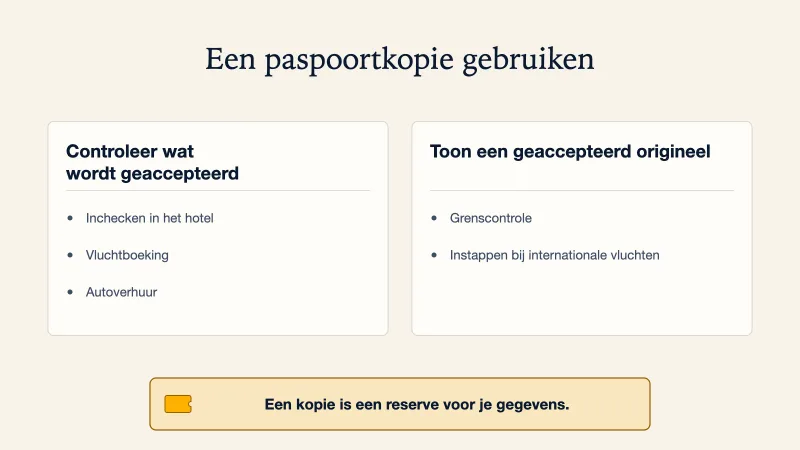 Een paspoortkopie gebruiken
Controleer wat
wordt geaccepteerd
• Inchecken in het hotel
• Vluchtboeking
• Autoverhuur
Toon een geaccepteerd origineel
• Grenscontrole
• Instappen bij internationale vluchten
Een kopie is een reserve voor je gegevens.